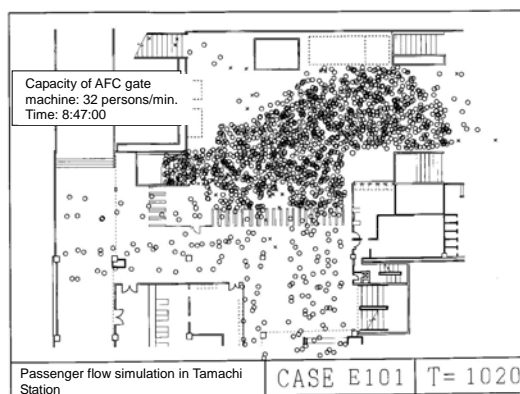 Capacity of AFC gate
machine: 32 persons/min.
Time: 8:47:00
Passenger flow simulation in Tamachi
Station
CASE E101
T= 1020